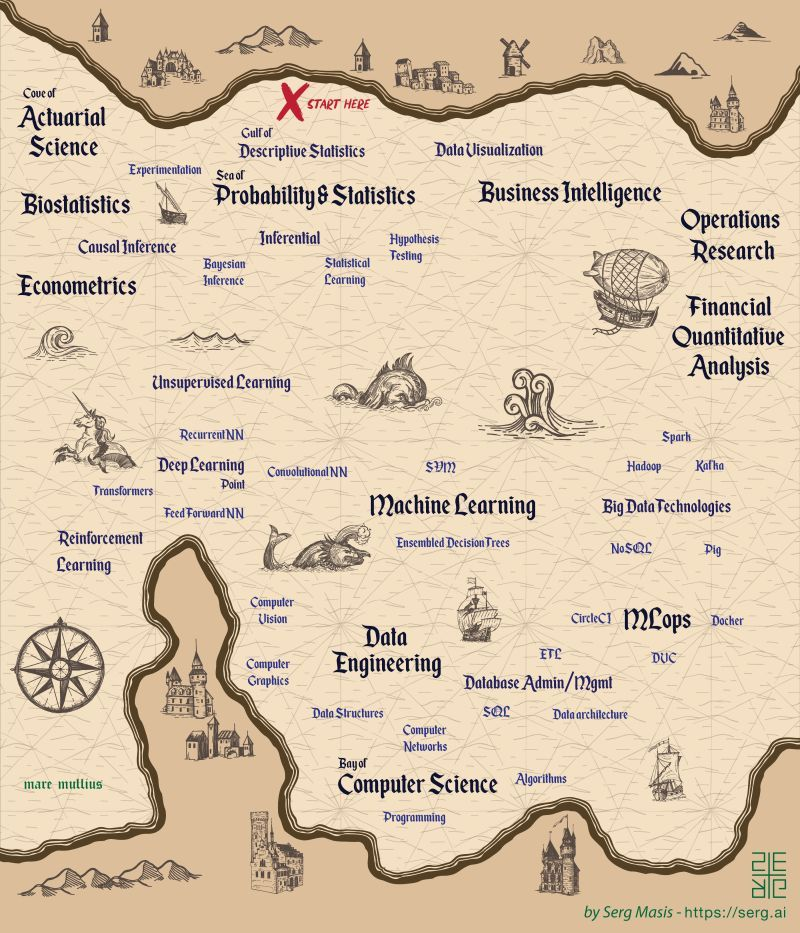 START HERE
Cove of
Actuarial
Science
Gulf of
Descriptive Statistics
Data Visualization
Experimentation
Sea of
Probability & Statistics
Business Intelligence
Biostatistics
Operations
Research
Causal Inference
Inferential
Hypothesis
Testing
Bayesian
Inference
Statistical
Learning
Econometrics
Financial
Quantitative
Analysis
Unsupervised Learning
Recurrent NN
Spark
Deep Learning
Point
Convolutional NN
SVM
Hadoop
Kafka
Transformers
Feed Forward NN
Machine Learning
Big Data Technologies
Reinforcement
Learning
Ensembled Decision Trees
NoSQL
Pig
Computer
Vision
CircleCI
MLops
Docker
Data
Engineering
ETL
DVC
Computer
Graphics
Database Admin/Mgmt
Data Structures
SQL
Data architecture
Computer
Networks
Bay of
Computer Science
Algorithms
mare mullius
Programming
SERG
by Serg Masis - https://serg.ai